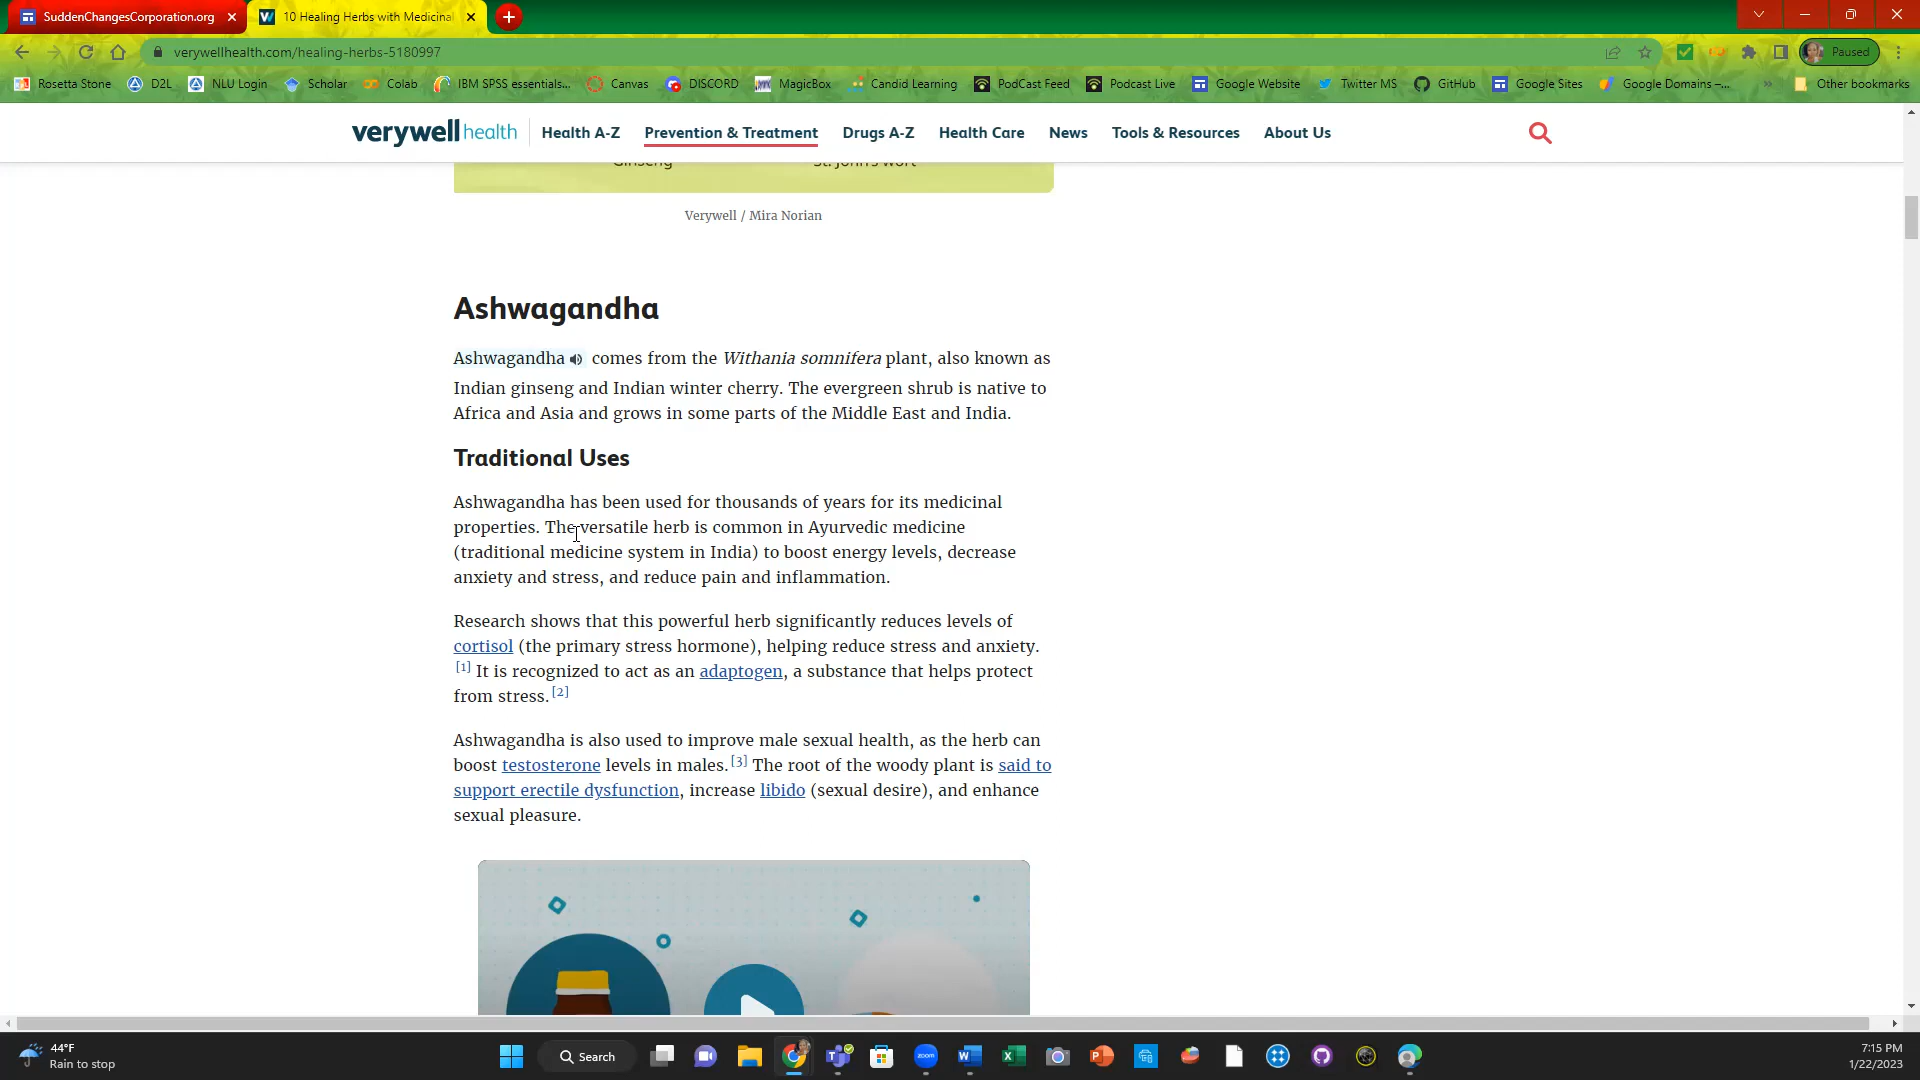 SuddenChangesCorporation.org
10 Healing Herbs with Medicinal
verywellhealth.com/healing-herbs-5180997
Paused
Rosetta Stone D2L NLU Login Scholar Colab IBM SPSS essentials... Canvas DISCORD MagicBox Candid Learning PodCast Feed Podcast Live Google Website Twitter MS GitHub Google Sites Google Domains –... » Other bookmarks
verywell health Health A-Z Prevention & Treatment Drugs A-Z Health Care News Tools & Resources About Us
Ginseng St. John's wort
Verywell / Mira Norian
Ashwagandha
Ashwagandha comes from the Withania somnifera plant, also known as
Indian ginseng and Indian winter cherry. The evergreen shrub is native to
Africa and Asia and grows in some parts of the Middle East and India.
Traditional Uses
Ashwagandha has been used for thousands of years for its medicinal
properties. The versatile herb is common in Ayurvedic medicine
(traditional medicine system in India) to boost energy levels, decrease
anxiety and stress, and reduce pain and inflammation.
Research shows that this powerful herb significantly reduces levels of
cortisol (the primary stress hormone), helping reduce stress and anxiety.
[1] It is recognized to act as an adaptogen, a substance that helps protect
from stress.[2]
Ashwagandha is also used to improve male sexual health, as the herb can
boost testosterone levels in males.[3] The root of the woody plant is said to
support erectile dysfunction, increase libido (sexual desire), and enhance
sexual pleasure.
44°F
Rain to stop
Search
zoom
7:15 PM
1/22/2023